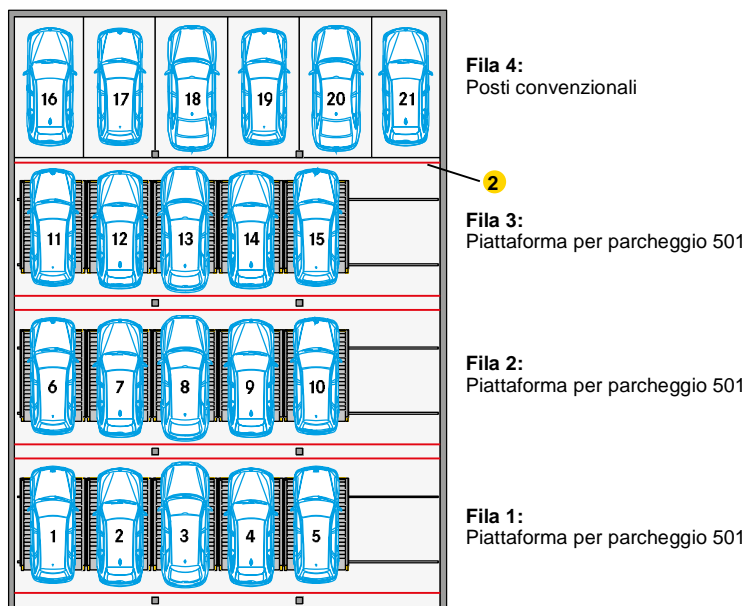 16 17 18 19 20 21
Fila 4:
Posti convenzionali
2
11 12 13 14 15
Fila 3:
Piattaforma per parcheggio 501
6 7 8 9 10
Fila 2:
Piattaforma per parcheggio 501
1 2 3 4 5
Fila 1:
Piattaforma per parcheggio 501